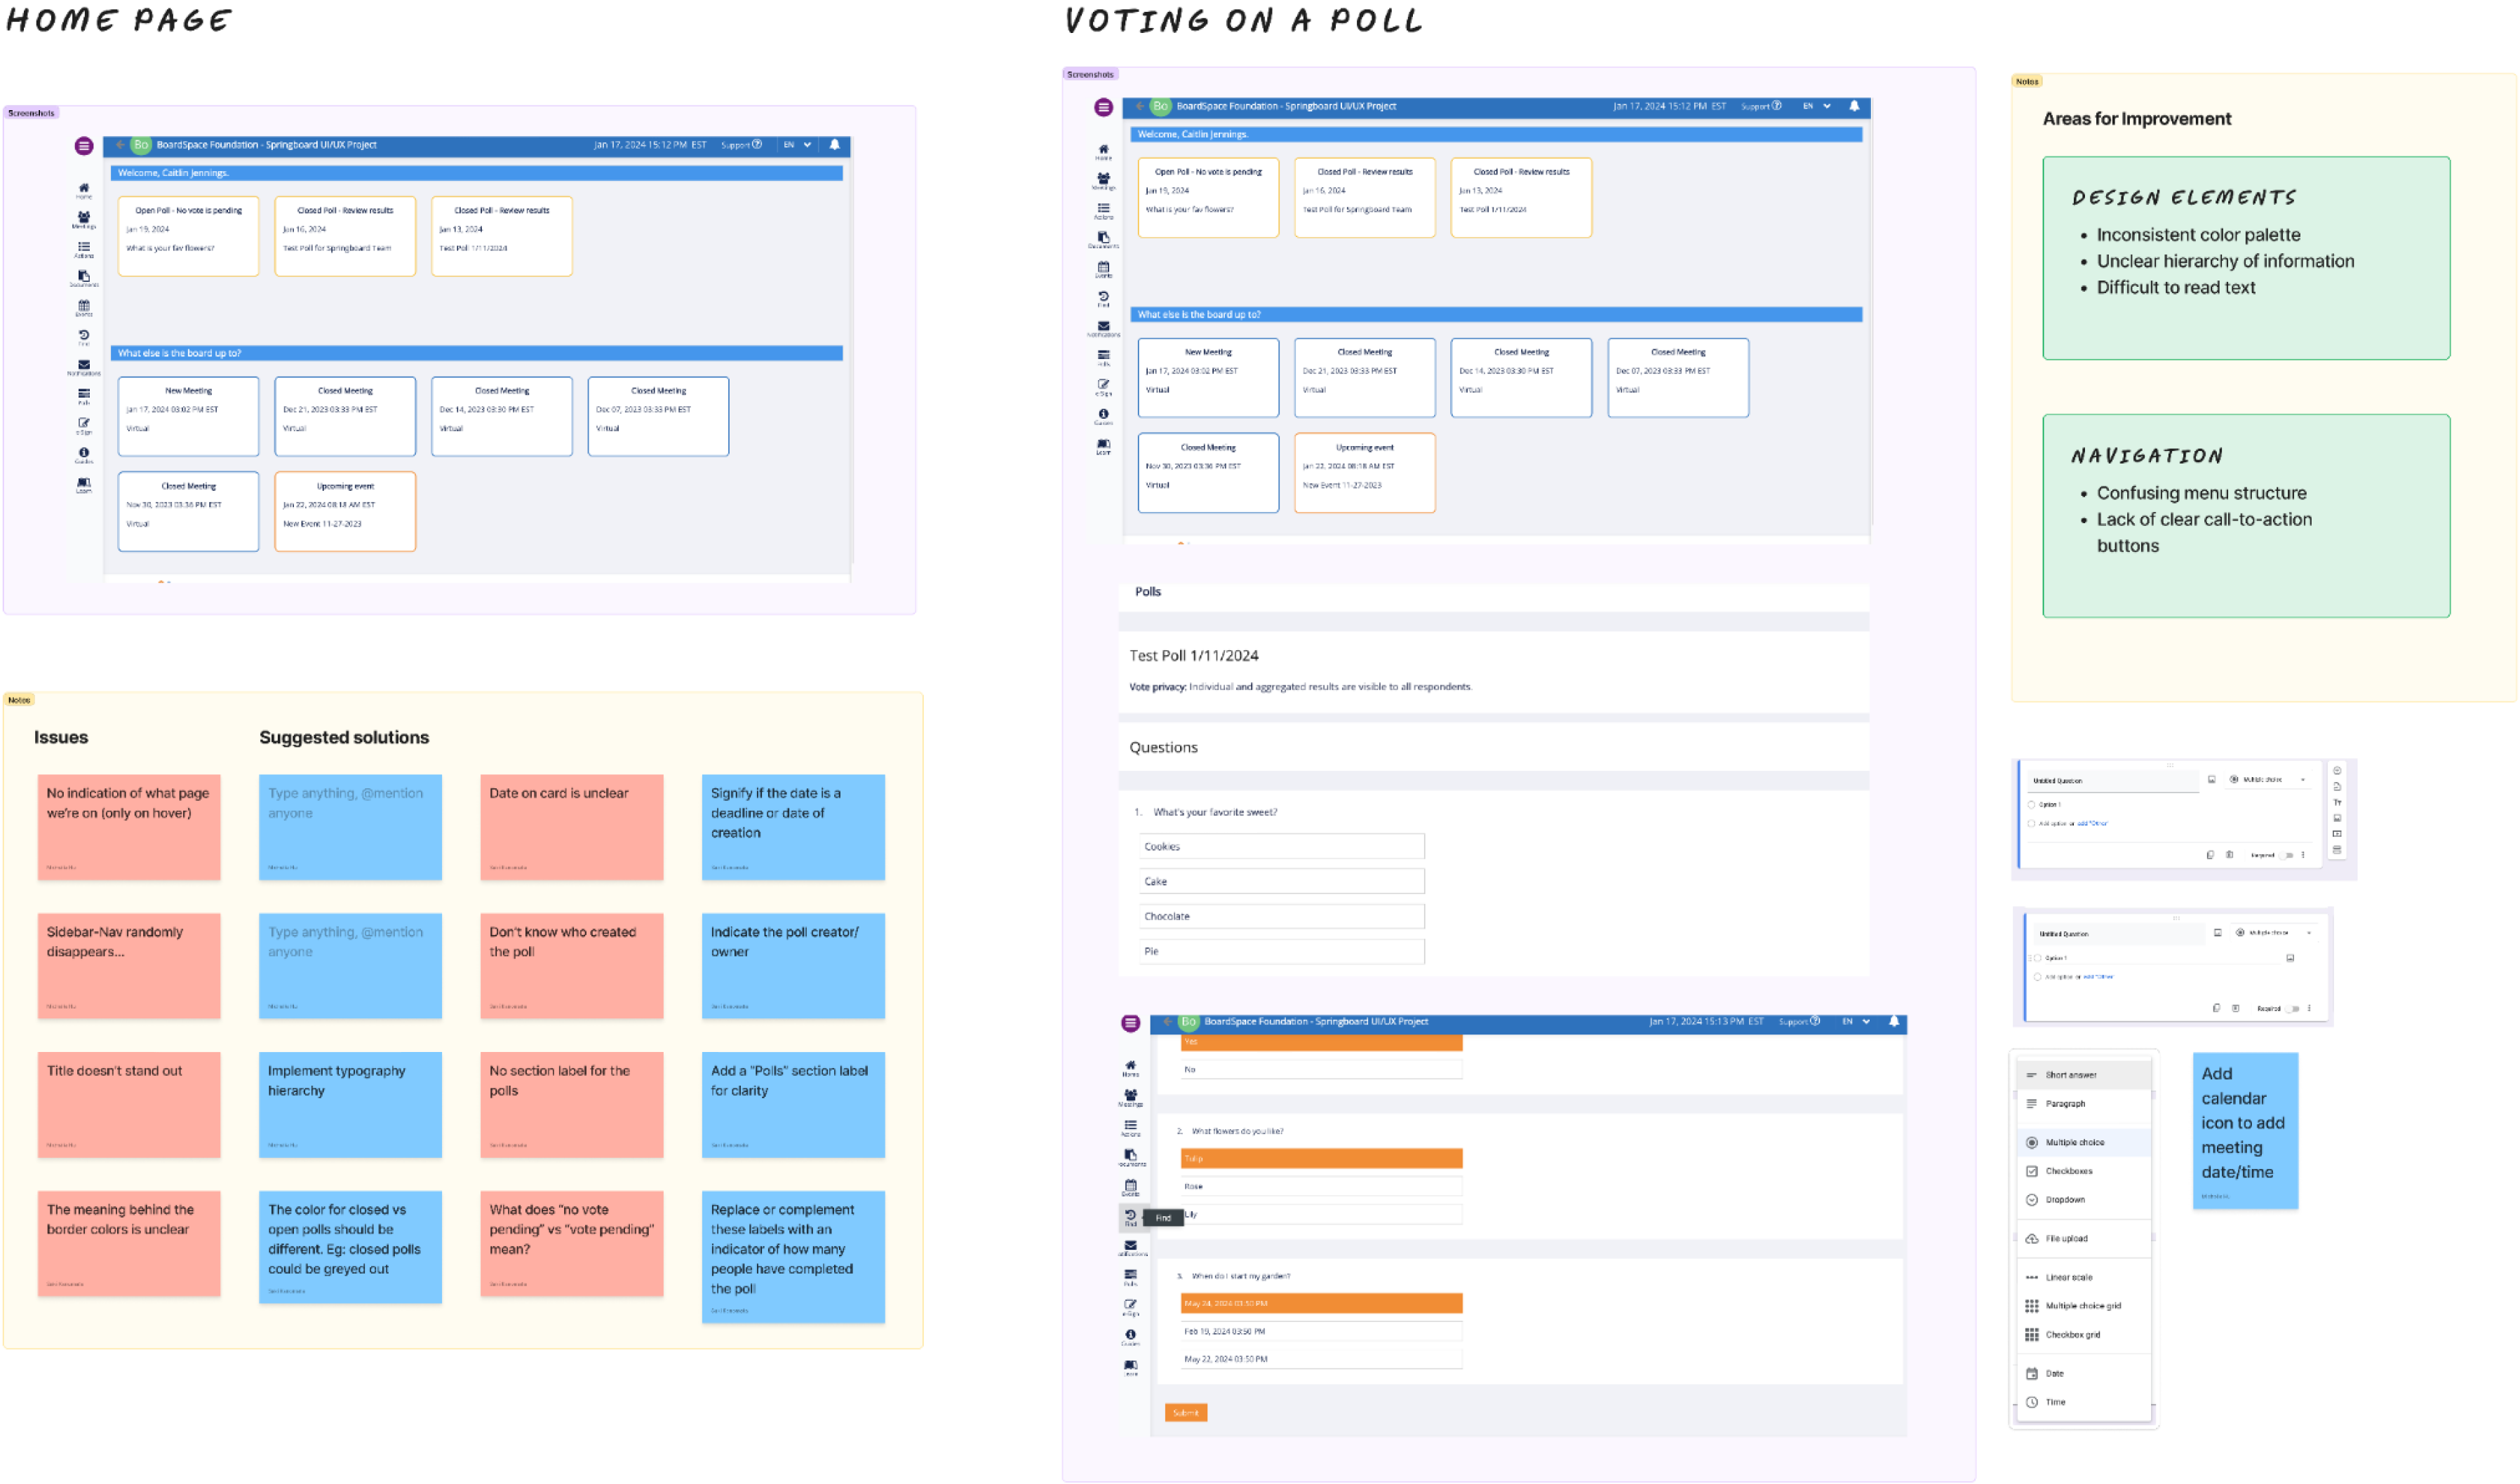 HOME PAGE
Screenshots
Bo BoardSpace Foundation - Springboard UI/UX Project
Jan 17, 2024 15:12 PM EST Support EN
Home
Meetings
Actions
Documents
Events
Find
Notifications
Polls
e-Sign
Guides
Learn
Welcome, Caitlin Jennings.
Open Poll - No vote is pending
Jan 19, 2024
What is your fav flowers?
Closed Poll - Review results
Jan 16, 2024
Test Poll for Springboard Team
Closed Poll - Review results
Jan 13, 2024
Test Poll 1/11/2024
What else is the board up to?
New Meeting
Jan 17, 2024 03:02 PM EST
Virtual
Closed Meeting
Dec 21, 2023 03:33 PM EST
Virtual
Closed Meeting
Dec 14, 2023 03:30 PM EST
Virtual
Closed Meeting
Dec 07, 2023 03:33 PM EST
Virtual
Closed Meeting
Nov 30, 2023 03:36 PM EST
Virtual
Upcoming event
Jan 22, 2024 08:18 AM EST
New Event 11-27-2023
Notes
Issues
Suggested solutions
No indication of what page
we're on (only on hover)
Type anything, @mention
anyone
Date on card is unclear
Signify if the date is a
deadline or date of
creation
Sidebar-Nav randomly
disappears...
Type anything, @mention
anyone
Don't know who created
the poll
Indicate the poll creator/
owner
Title doesn't stand out
Implement typography
hierarchy
No section label for the
polls
Add a "Polls" section label
for clarity
The meaning behind the
border colors is unclear
The color for closed vs
open polls should be
different. Eg: closed polls
could be greyed out
What does "no vote
pending" vs "vote pending"
mean?
Replace or complement
these labels with an
indicator of how many
people have completed
the poll
VOTING ON A POLL
Screenshots
Bo BoardSpace Foundation - Springboard UI/UX Project
Jan 17, 2024 15:12 PM EST Support EN
Home
Meetings
Actions
Documents
Events
Find
Notifications
Polls
e-Sign
Guides
Learn
Welcome, Caitlin Jennings.
Open Poll - No vote is pending
Jan 19, 2024
What is your fav flowers?
Closed Poll - Review results
Jan 16, 2024
Test Poll for Springboard Team
Closed Poll - Review results
Jan 13, 2024
Test Poll 1/11/2024
What else is the board up to?
New Meeting
Jan 17, 2024 03:02 PM EST
Virtual
Closed Meeting
Dec 21, 2023 03:33 PM EST
Virtual
Closed Meeting
Dec 14, 2023 03:30 PM EST
Virtual
Closed Meeting
Dec 07, 2023 03:33 PM EST
Virtual
Closed Meeting
Nov 30, 2023 03:36 PM EST
Virtual
Upcoming event
Jan 22, 2024 08:18 AM EST
New Event 11-27-2023
Polls
Test Poll 1/11/2024
Vote privacy: Individual and aggregated results are visible to all respondents.
Questions
1. What's your favorite sweet?
Cookies
Cake
Chocolate
Pie
Bo BoardSpace Foundation - Springboard UI/UX Project
Jan 17, 2024 15:13 PM EST Support EN
Home
Meetings
Actions
Documents
Events
Find
Find
Notifications
Polls
e-Sign
Guides
Learn
Yes
No
2. What flowers do you like?
Tulip
Rose
Lily
3. When do I start my garden?
May 24, 2024 03:50 PM
Feb 19, 2024 03:50 PM
May 22, 2024 03:50 PM
Submit
Notes
Areas for Improvement
DESIGN ELEMENTS
• Inconsistent color palette
• Unclear hierarchy of information
• Difficult to read text
NAVIGATION
• Confusing menu structure
• Lack of clear call-to-action
buttons
Untitled Question
Multiple choice
Option 1
Add option or add "Other"
Required
Untitled Question
Multiple choice
Option 1
Add option or add "Other"
Required
Short answer
Paragraph
Multiple choice
Checkboxes
Dropdown
File upload
Linear scale
Multiple choice grid
Checkbox grid
Date
Time
Add
calendar
icon to add
meeting
date/time